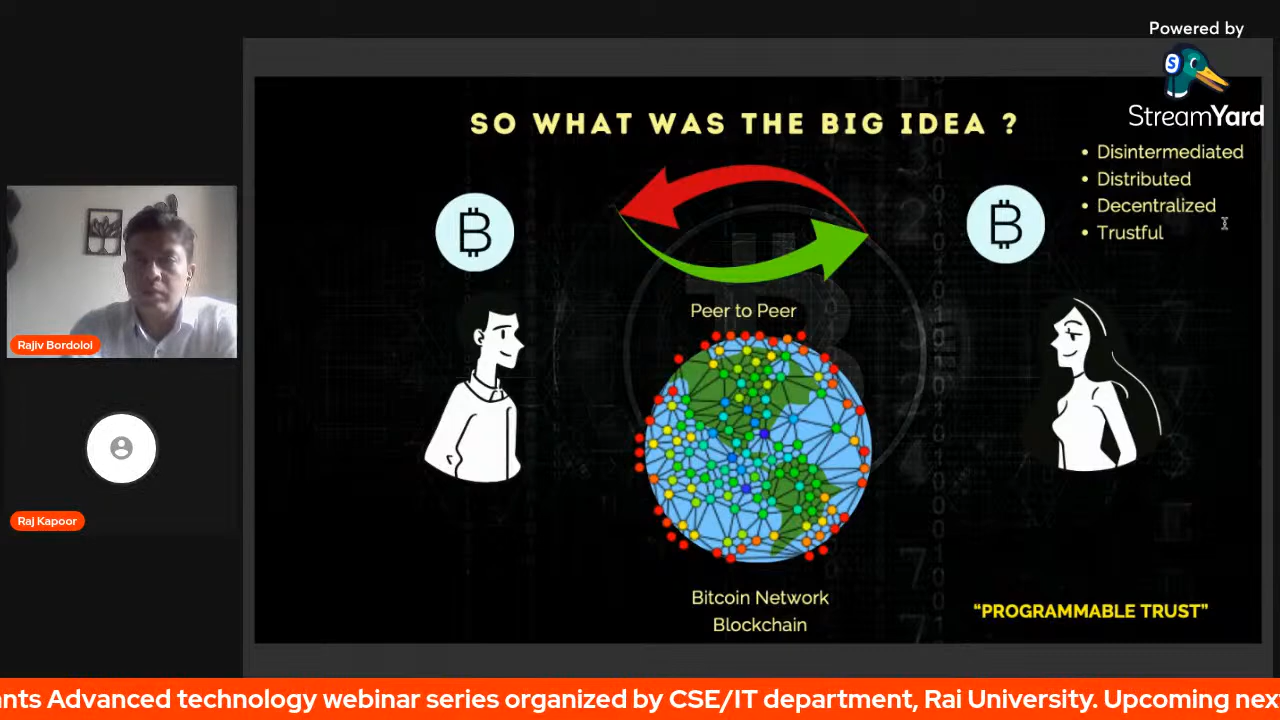 Powered by
StreamYard
SO WHAT WAS THE BIG IDEA ?
• Disintermediated
• Distributed
• Decentralized
• Trustful
Peer to Peer
Rajiv Bordoloi
Raj Kapoor
Bitcoin Network
Blockchain
“PROGRAMMABLE TRUST”
nts Advanced technology webinar series organized by CSE/IT department, Rai University. Upcoming nex